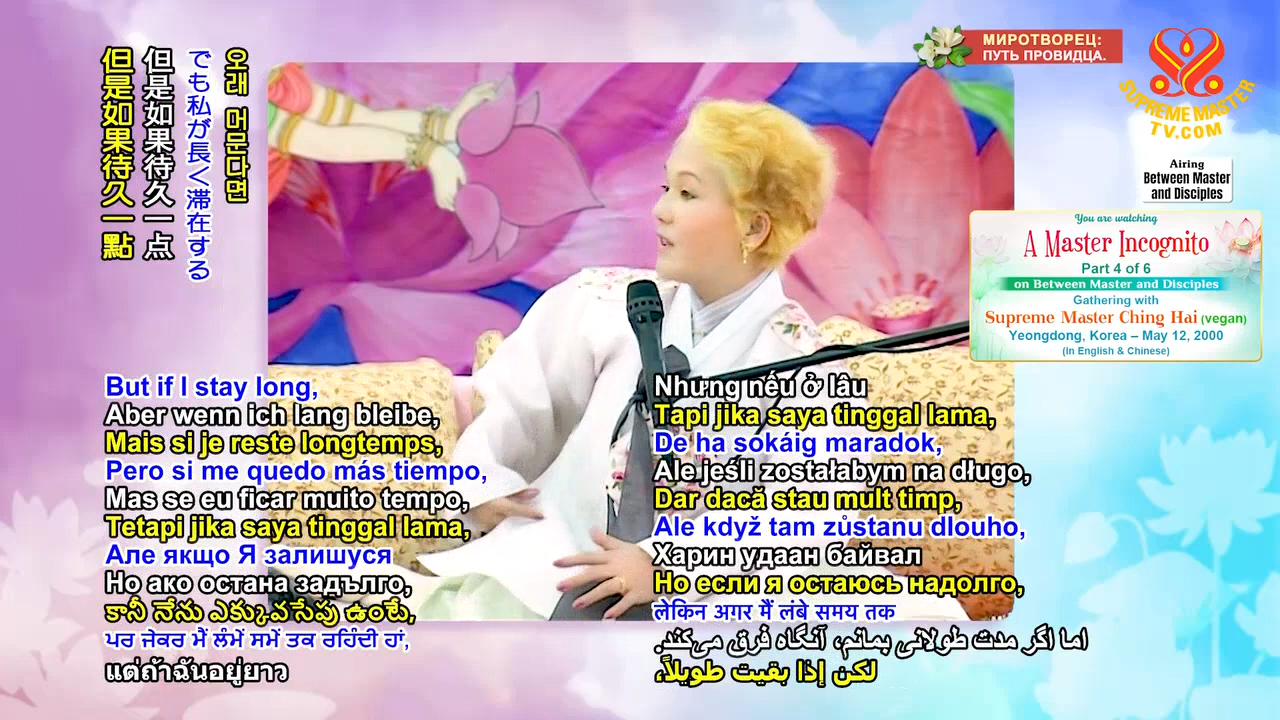 오래 머문다면
でも私が長く滞在する
但是如果待久一点
但是如果待久一點
МИРОТВОРЕЦ:
ПУТЬ ПРОВИДЦА.
SUPREME MASTER
TV.COM
Airing
Between Master
and Disciples
You are watching
A Master Incognito
Part 4 of 6
on Between Master and Disciples
Gathering with
Supreme Master Ching Hai (vegan)
Yeongdong, Korea – May 12, 2000
(In English & Chinese)
But if I stay long,
Aber wenn ich lang bleibe,
Mais si je reste longtemps,
Pero si me quedo más tiempo,
Mas se eu ficar muito tempo,
Tetapi jika saya tinggal lama,
Але якщо Я залишуся
Но ако остана задълго,
కానీ నేను ఎక్కువసేపు ఉంటే,
ਪਰ ਜੇਕਰ ਮੈਂ ਲੰਮੇਂ ਸਮੇਂ ਤਕ ਰਹਿੰਦੀ ਹਾਂ,
แต่ถ้าฉันอยู่ยาว
Nhưng nếu ở lâu
Tapi jika saya tinggal lama,
De ha sokáig maradok,
Ale jeśli zostałabym na długo,
Dar dacă stau mult timp,
Ale když tam zůstanu dlouho,
Харин удаан байвал
Но если я остаюсь надолго,
लेकिन अगर मैं लंबे समय तक
اما اگر مدت طولانی بمانم، آنگاه فرق می‌کند.
لكن إذا بقيت طويلاً،